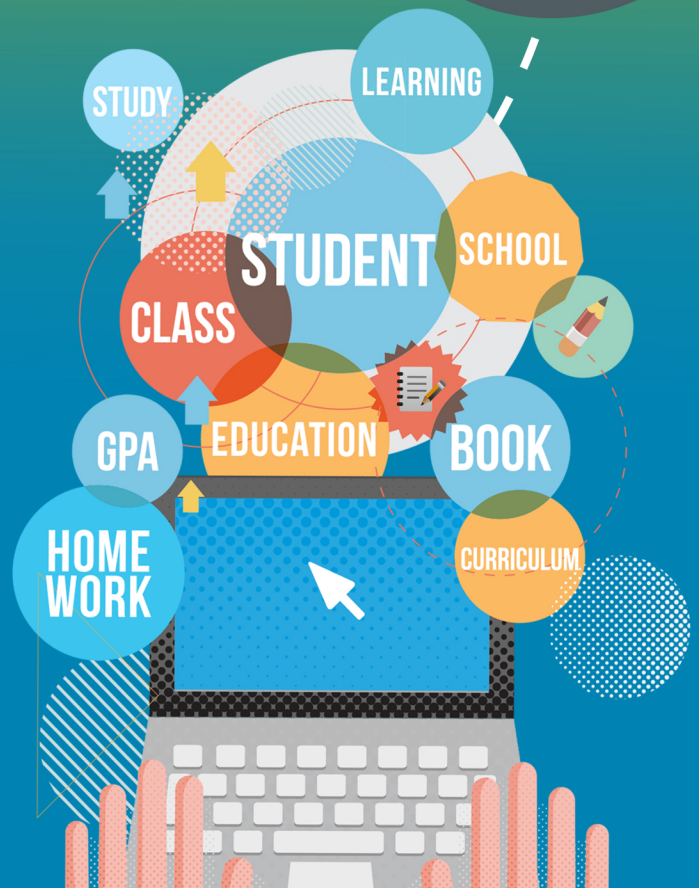 LEARNING
STUDY
STUDENT
SCHOOL
CLASS
EDUCATION
GPA
BOOK
HOME
WORK
CURRICULUM